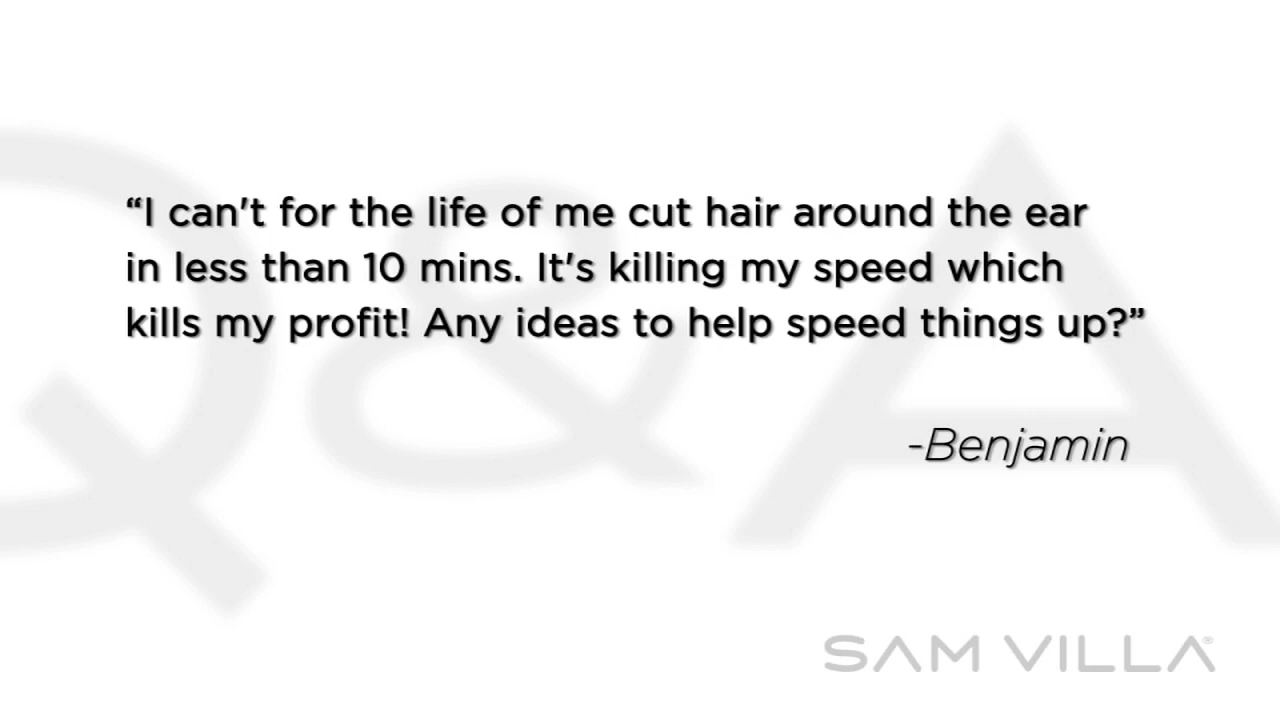 “I can't for the life of me cut hair around the ear
in less than 10 mins. It's killing my speed which
kills my profit! Any ideas to help speed things up?”
-Benjamin
Q&A
SAM VILLA®